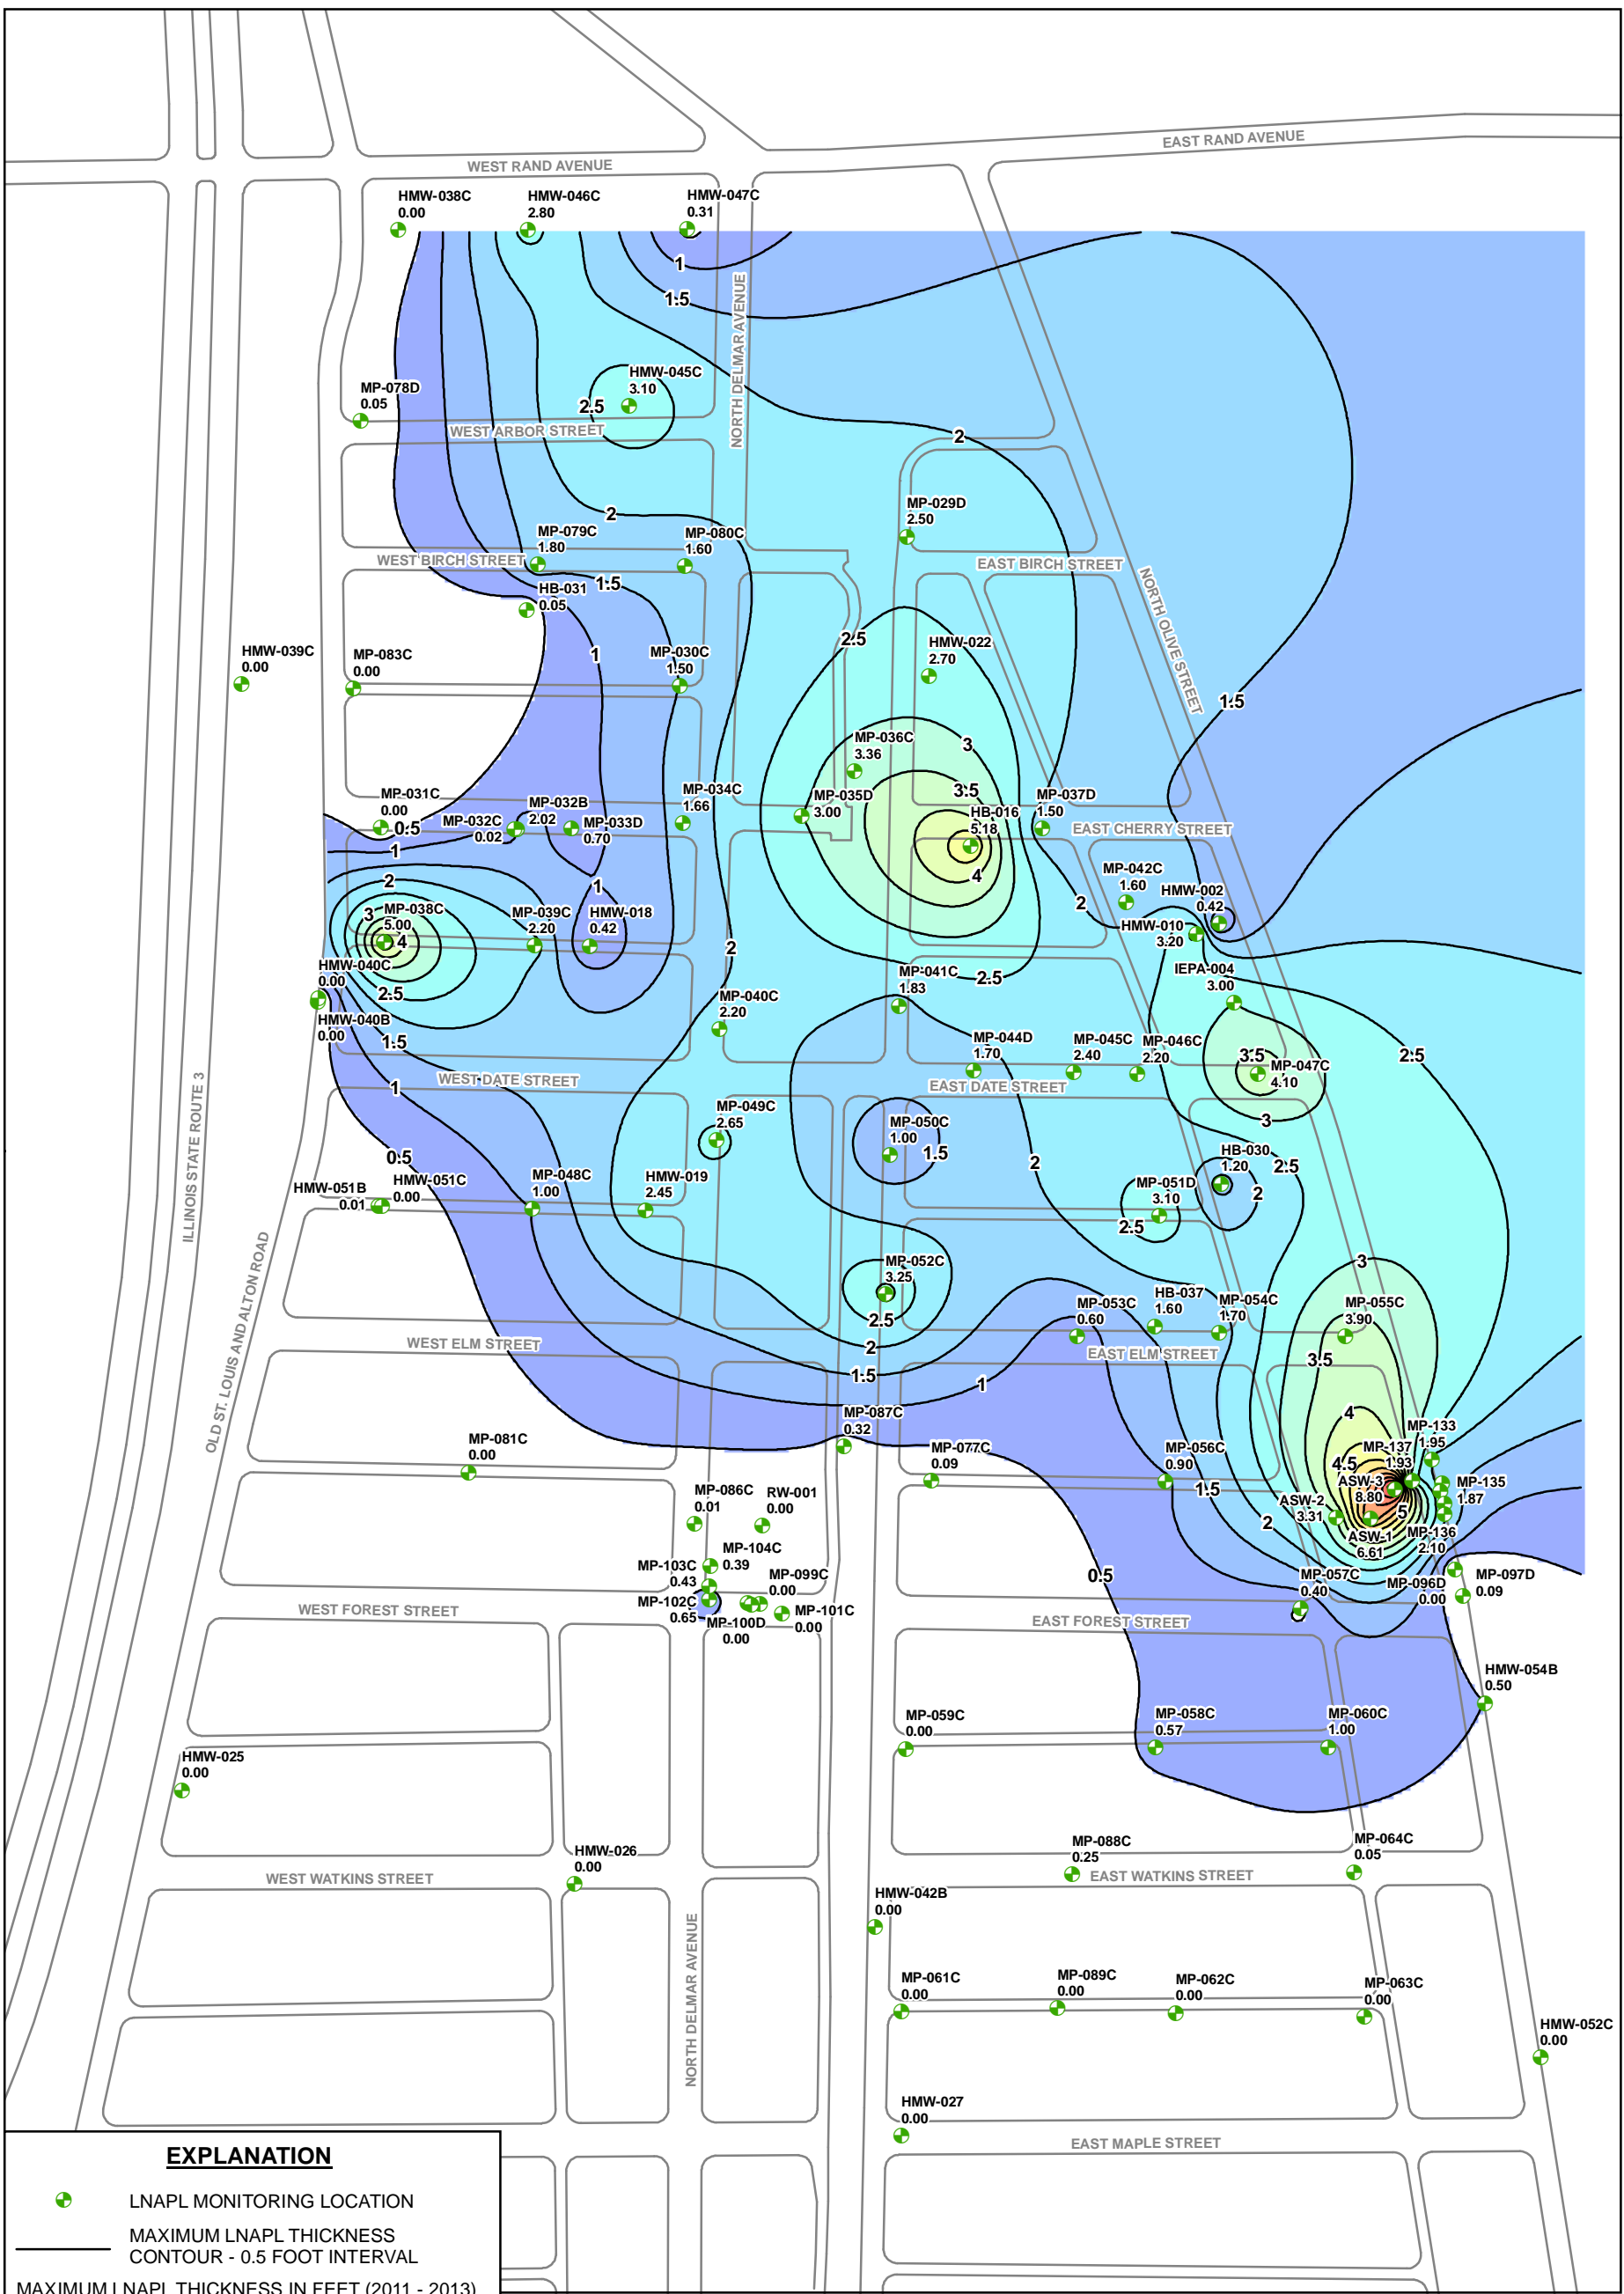 EAST RAND AVENUE
WEST RAND AVENUE
HMW-038C
0.00
HMW-046C
2.80
HMW-047C
0.31
1
1.5
NORTH DELMAR AVENUE
HMW-045C
3.10
2.5
MP-078D
0.05
WEST ARBOR STREET
2
2
MP-029D
2.50
MP-079C
1.80
MP-080C
1.60
WEST BIRCH STREET
EAST BIRCH STREET
1.5
HB-031
0.05
NORTH OLIVE STREET
2.5
HMW-022
2.70
HMW-039C
0.00
MP-083C
0.00
1
MP-030C
1.50
1.5
MP-036C
3.36
3
MP-031C
0.00
0.5
MP-032B
2.02
MP-032C
0.02
MP-033D
0.70
MP-034C
1.66
MP-035D
3.00
3.5
HB-016
5.18
MP-037D
1.50
EAST CHERRY STREET
1
2
1
4
2
MP-042C
1.60
HMW-002
0.42
3
MP-038C
5.00
4
MP-039C
2.20
HMW-018
0.42
HMW-010
3.20
2
HMW-040C
0.00
2.5
MP-041C
1.83
2.5
IEPA-004
3.00
HMW-040B
0.00
MP-040C
2.20
1.5
MP-044D
1.70
MP-045C
2.40
MP-046C
2.20
3.5
MP-047C
4.10
2.5
WEST DATE STREET
EAST DATE STREET
1
MP-049C
2.65
MP-050C
1.00
1.5
3
2
0.5
HB-030
1.20
2.5
2
HMW-051B
0.01
HMW-051C
0.00
MP-048C
1.00
HMW-019
2.45
MP-051D
3.10
2.5
ILLINOIS STATE ROUTE 3
OLD ST. LOUIS AND ALTON ROAD
MP-052C
3.25
2.5
3
MP-053C
0.60
HB-037
1.60
MP-054C
1.70
MP-055C
3.90
WEST ELM STREET
EAST ELM STREET
2
1.5
1
3.5
4
MP-087C
0.32
MP-133
1.95
MP-081C
0.00
MP-077C
0.09
MP-056C
0.90
1.5
4.5
MP-137
1.93
ASW-3
8.80
MP-135
1.87
MP-086C
0.01
RW-001
0.00
ASW-2
3.31
5
2
ASW-1
6.61
MP-136
2.10
MP-104C
0.39
MP-103C
0.43
MP-099C
0.00
0.5
MP-057C
0.40
MP-096D
0.00
MP-097D
0.09
MP-102C
0.65
MP-101C
0.00
MP-100D
0.00
WEST FOREST STREET
EAST FOREST STREET
HMW-054B
0.50
MP-059C
0.00
MP-058C
0.57
MP-060C
1.00
HMW-025
0.00
MP-088C
0.25
MP-064C
0.05
HMW-026
0.00
WEST WATKINS STREET
EAST WATKINS STREET
HMW-042B
0.00
NORTH DELMAR AVENUE
MP-061C
0.00
MP-089C
0.00
MP-062C
0.00
MP-063C
0.00
HMW-052C
0.00
HMW-027
0.00
EAST MAPLE STREET
EXPLANATION
LNAPL MONITORING LOCATION
MAXIMUM LNAPL THICKNESS
CONTOUR - 0.5 FOOT INTERVAL
MAXIMUM LNAPL THICKNESS IN FEET (2011 - 2013)